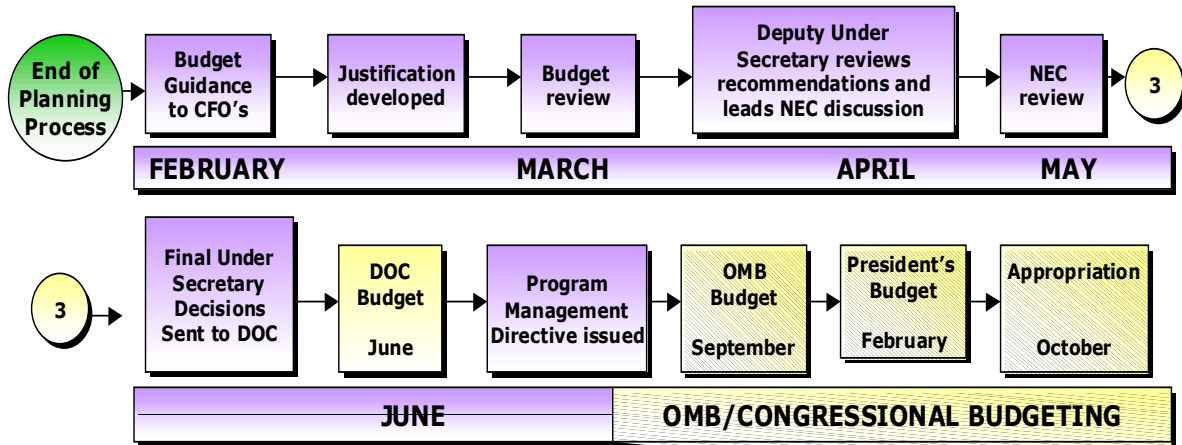 End of
Planning
Process
Budget
Guidance
to CFO's
Justification
developed
Budget
review
Deputy Under
Secretary reviews
recommendations and
leads NEC discussion
NEC
review
3
FEBRUARY
MARCH
APRIL
MAY
3
Final Under
Secretary
Decisions
Sent to DOC
DOC
Budget
June
Program
Management
Directive issued
OMB
Budget
September
President's
Budget
February
Appropriation
October
JUNE
OMB/CONGRESSIONAL BUDGETING